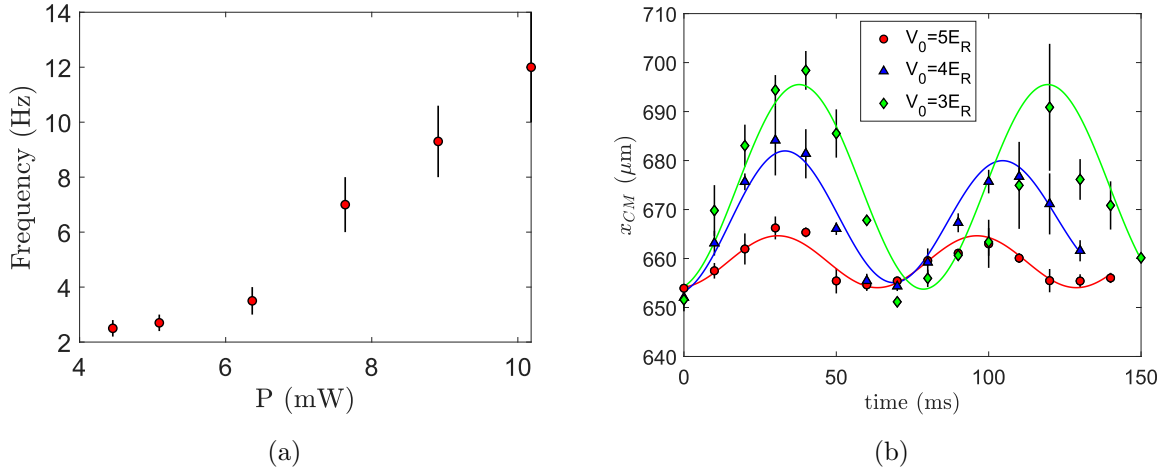 14
12
10
8
6
4
2
Frequency (Hz)
4
6
8
10
P (mW)
(a)
710
700
690
680
670
660
650
640
x_CM (μm)
V_0=5E_R
V_0=4E_R
V_0=3E_R
0
50
100
150
time (ms)
(b)